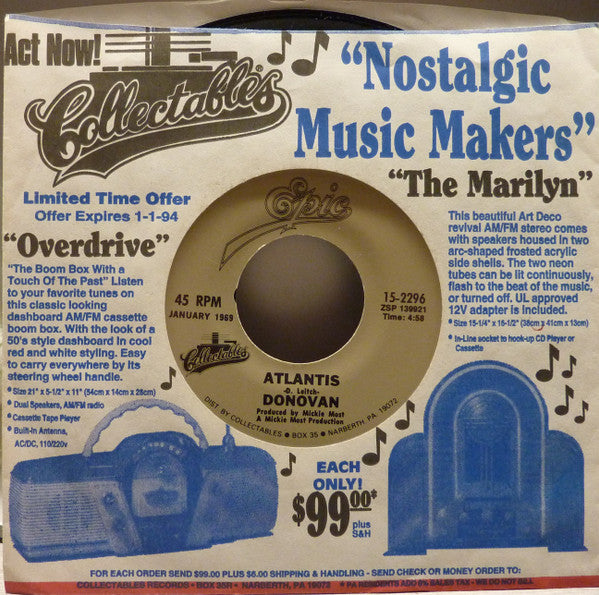 Act Now!
Collectables
®
"Nostalgic
Music Makers"
"The Marilyn"
Limited Time Offer
Offer Expires 1-1-94
"Overdrive"
"The Boom Box With a
Touch Of The Past" Listen
to your favorite tunes on
this classic looking
dashboard AM/FM cassette
boom box. With the look of a
50's style dashboard in cool
red and white styling. Easy
to carry everywhere by its
steering wheel handle.
• Size 21" x 5-1/2" x 11" (54cm x 14cm x 28cm)
• Dual Speakers, AM/FM radio
• Cassette Tape Player
• Built-in Antenna,
AC/DC, 110/220v
This beautiful Art Deco
revival AM/FM stereo comes
with speakers housed in two
arc-shaped frosted acrylic
side shells. The two neon
tubes can be lit continuously,
flash to the beat of the music,
or turned off. UL approved
12V adapter is included.
• Size 15-1/4" x 16-1/2" (38cm x 41cm x 13cm)
• In-Line socket to hook-up CD Player or
Cassette
Epic
45 RPM
JANUARY 1969
15-2296
ZSP 139921
Time: 4:58
Collectables
ATLANTIS
-D. Leitch-
DONOVAN
Produced by Mickie Most
A Mickie Most Production
DIST. BY COLLECTABLES • BOX 35 • NARBERTH, PA 19072
EACH
ONLY!
$99.00*
plus
S&H
FOR EACH ORDER SEND $99.00 PLUS $6.00 SHIPPING & HANDLING - SEND CHECK OR MONEY ORDER TO:
COLLECTABLES RECORDS • BOX 35R • NARBERTH, PA 19072 * PA RESIDENTS ADD 6% SALES TAX - WE DO NOT BILL